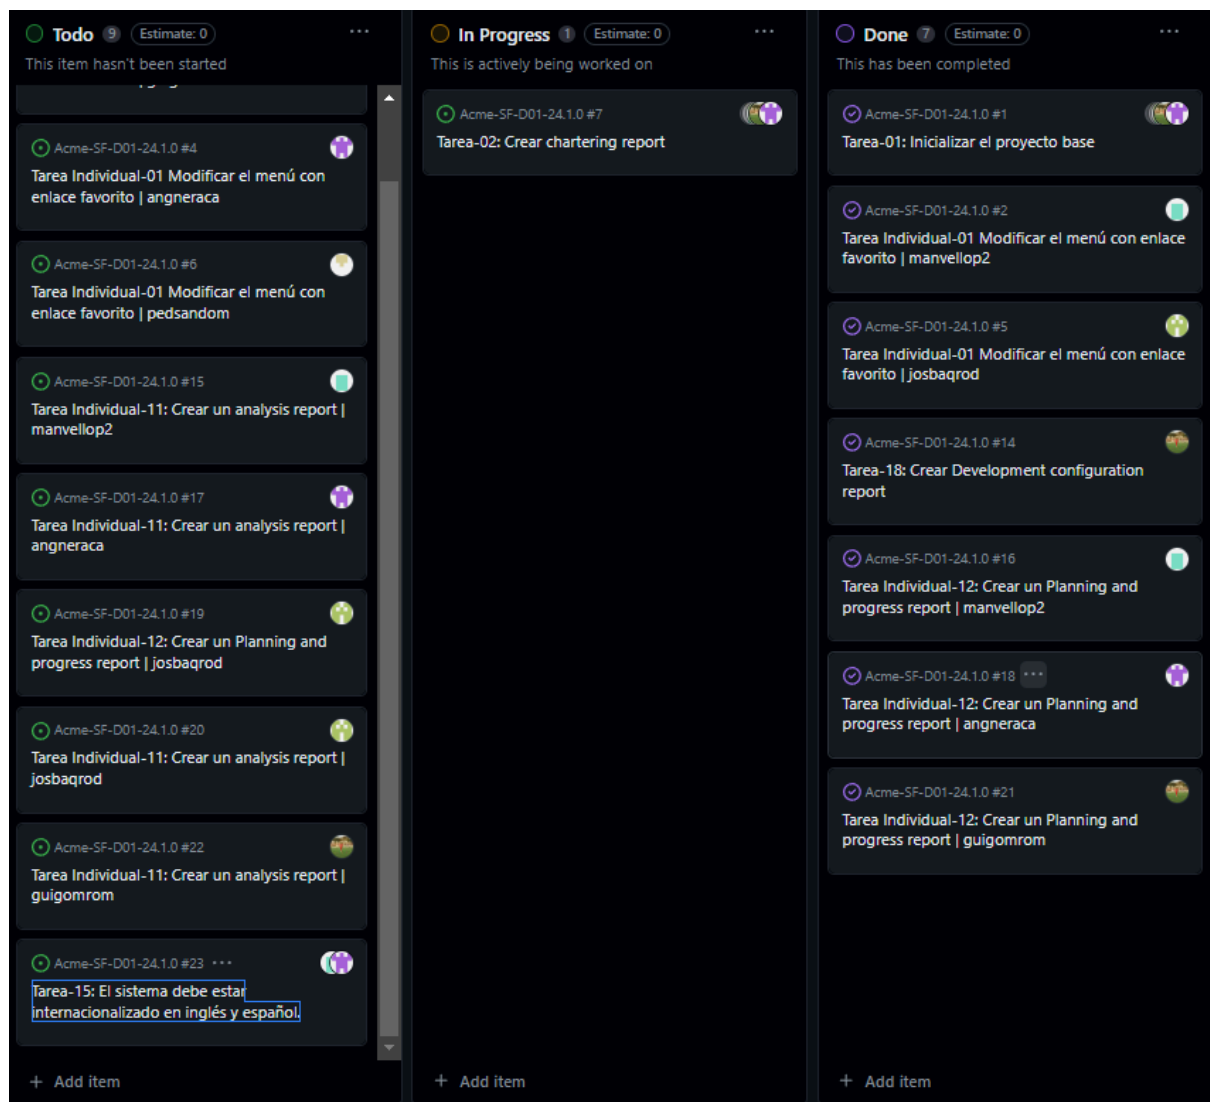 Todo 9 Estimate: 0
This item hasn't been started
Acme-SF-D01-24.1.0 #4
Tarea Individual-01 Modificar el menú con
enlace favorito | angneraca
Acme-SF-D01-24.1.0 #6
Tarea Individual-01 Modificar el menú con
enlace favorito | pedsandom
Acme-SF-D01-24.1.0 #15
Tarea Individual-11: Crear un analysis report |
manvellop2
Acme-SF-D01-24.1.0 #17
Tarea Individual-11: Crear un analysis report |
angneraca
Acme-SF-D01-24.1.0 #19
Tarea Individual-12: Crear un Planning and
progress report | josbaqrod
Acme-SF-D01-24.1.0 #20
Tarea Individual-11: Crear un analysis report |
josbaqrod
Acme-SF-D01-24.1.0 #22
Tarea Individual-11: Crear un analysis report |
guigomrom
Acme-SF-D01-24.1.0 #23 ···
Tarea-15: El sistema debe estar
internacionalizado en inglés y español.
+ Add item
In Progress 1 Estimate: 0
This is actively being worked on
Acme-SF-D01-24.1.0 #7
Tarea-02: Crear chartering report
+ Add item
Done 7 Estimate: 0
This has been completed
Acme-SF-D01-24.1.0 #1
Tarea-01: Inicializar el proyecto base
Acme-SF-D01-24.1.0 #2
Tarea Individual-01 Modificar el menú con enlace
favorito | manvellop2
Acme-SF-D01-24.1.0 #5
Tarea Individual-01 Modificar el menú con enlace
favorito | josbaqrod
Acme-SF-D01-24.1.0 #14
Tarea-18: Crear Development configuration
report
Acme-SF-D01-24.1.0 #16
Tarea Individual-12: Crear un Planning and
progress report | manvellop2
Acme-SF-D01-24.1.0 #18 ···
Tarea Individual-12: Crear un Planning and
progress report | angneraca
Acme-SF-D01-24.1.0 #21
Tarea Individual-12: Crear un Planning and
progress report | guigomrom
+ Add item